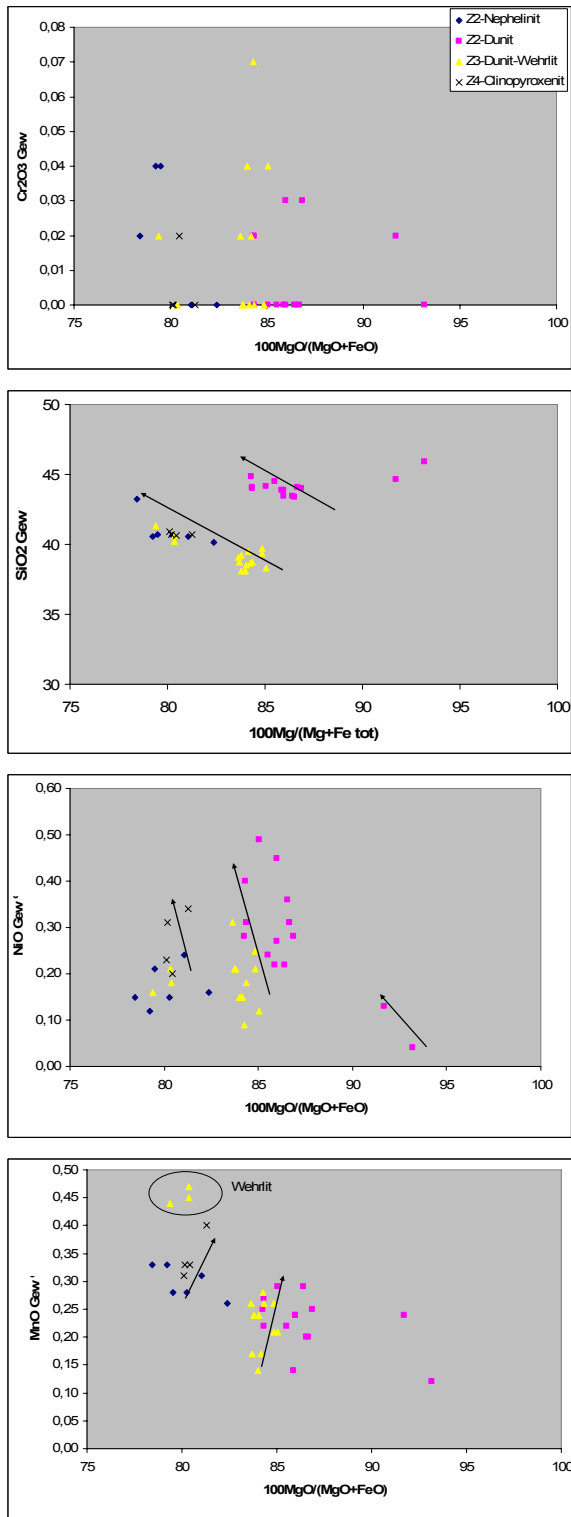 Z2-Nephelinit
Z2-Dunit
Z3-Dunit-Wehrlit
Z4-Clinopyroxenit
Cr2O3 Gew
0,08
0,07
0,06
0,05
0,04
0,03
0,02
0,01
0,00
75 80 85 90 95 100
100MgO/(MgO+FeO)
SiO2 Gew
50
45
40
35
30
75 80 85 90 95 100
100Mg/(Mg+Fe tot)
NiO Gew
0,60
0,50
0,40
0,30
0,20
0,10
0,00
75 80 85 90 95 100
100MgO/(MgO+FeO)
MnO Gew
0,50
0,45
0,40
0,35
0,30
0,25
0,20
0,15
0,10
0,05
0,00
Wehrlit
75 80 85 90 95 100
100MgO/(MgO+FeO)